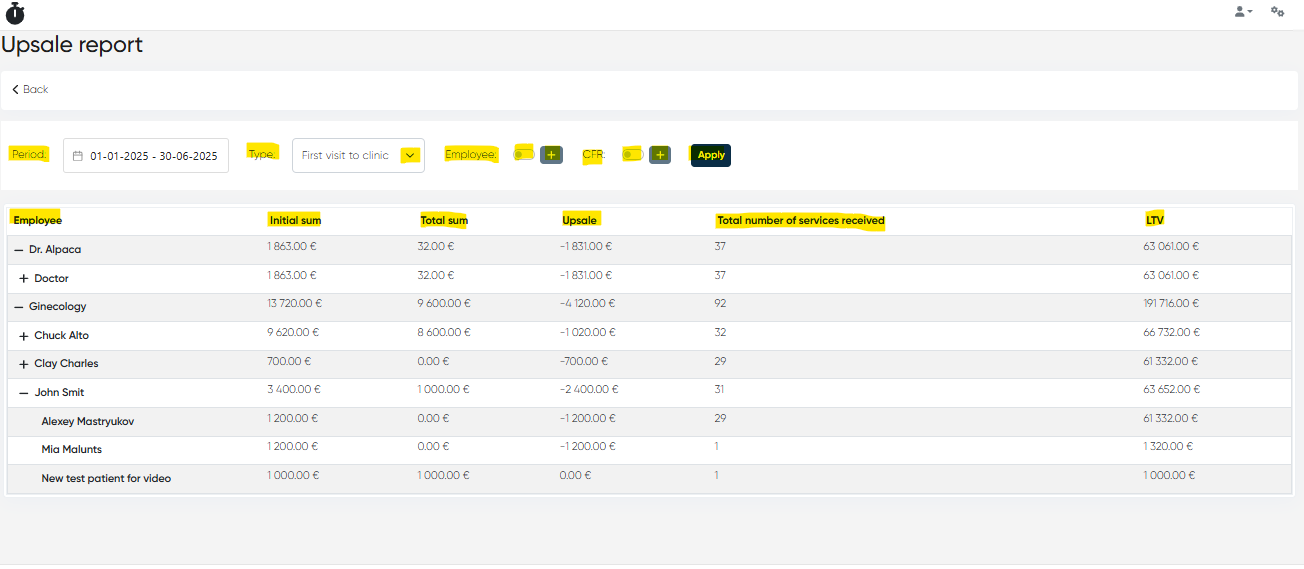 Upsale report
Back
Period: 01-01-2025 - 30-06-2025 Type: First visit to clinic Employee: + CFR: + Apply
Employee Initial sum Total sum Upsale Total number of services received LTV
– Dr. Alpaca 1 863.00 € 32.00 € -1 831.00 € 37 63 061.00 €
+ Doctor 1 863.00 € 32.00 € -1 831.00 € 37 63 061.00 €
– Ginecology 13 720.00 € 9 600.00 € -4 120.00 € 92 191 716.00 €
+ Chuck Alto 9 620.00 € 8 600.00 € -1 020.00 € 32 66 732.00 €
+ Clay Charles 700.00 € 0.00 € -700.00 € 29 61 332.00 €
– John Smit 3 400.00 € 1 000.00 € -2 400.00 € 31 63 652.00 €
Alexey Mastryukov 1 200.00 € 0.00 € -1 200.00 € 29 61 332.00 €
Mia Malunts 1 200.00 € 0.00 € -1 200.00 € 1 1 320.00 €
New test patient for video 1 000.00 € 1 000.00 € 0.00 € 1 1 000.00 €